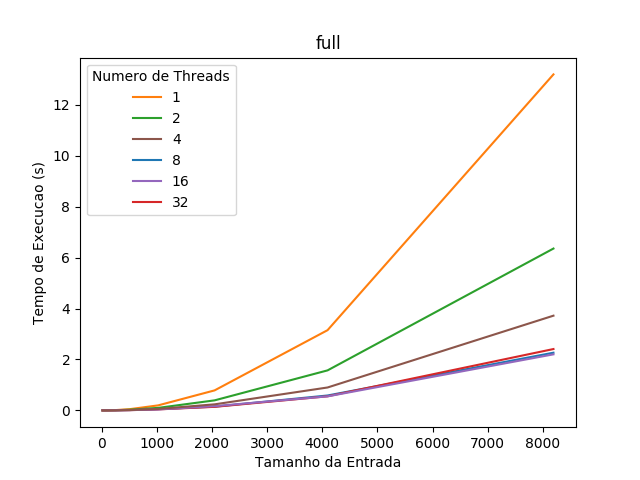 full
Numero de Threads
1
2
4
8
16
32
12
10
8
6
4
2
0
Tempo de Execucao (s)
0 1000 2000 3000 4000 5000 6000 7000 8000
Tamanho da Entrada